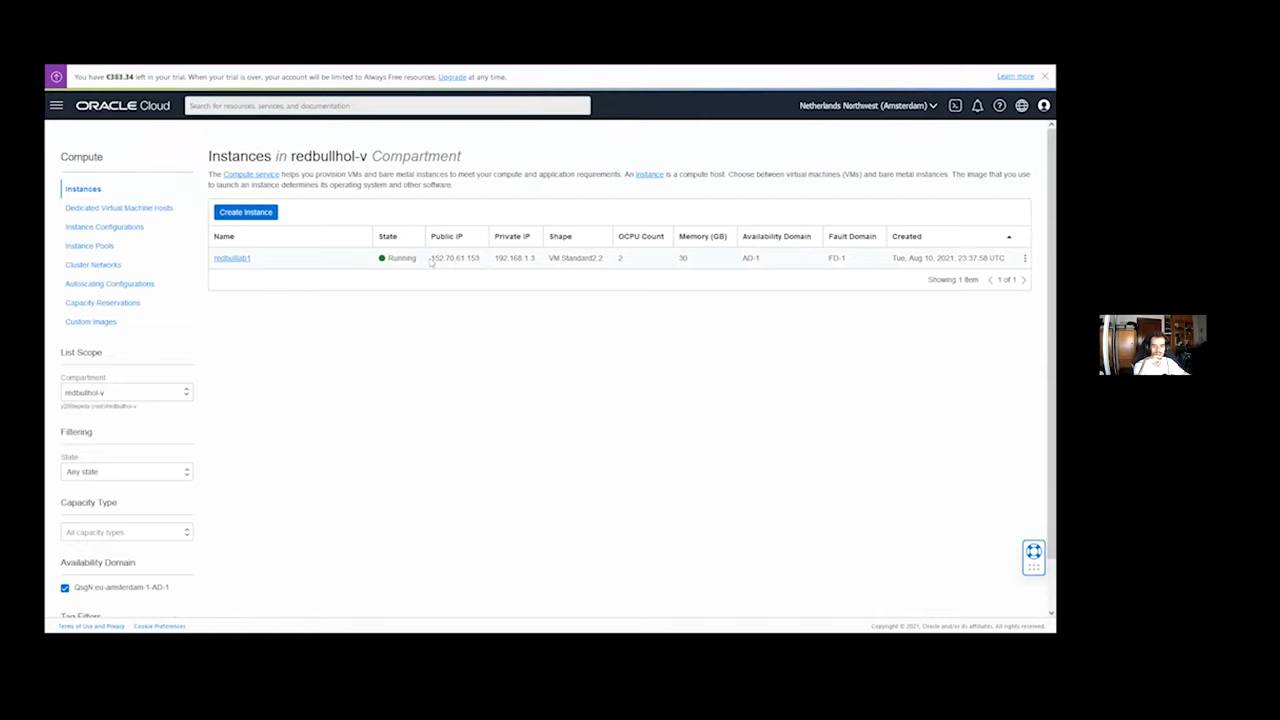 You have €383.34 left in your trial. When your trial is over, your account will be limited to Always Free resources. Upgrade at any time.
Learn more
ORACLE Cloud
Search for resources, services, and documentation
Netherlands Northwest (Amsterdam)
Compute
Instances
Dedicated Virtual Machine Hosts
Instance Configurations
Instance Pools
Cluster Networks
Autoscaling Configurations
Capacity Reservations
Custom Images
List Scope
Compartment
redbullhol-v
(root)/redbullhol-v
Filtering
State
Any state
Capacity Type
All capacity types
Availability Domain
QsgN:eu-amsterdam-1-AD-1
Tag Filters
Instances in redbullhol-v Compartment
The Compute service helps you provision VMs and bare metal instances to meet your compute and application requirements. An instance is a compute host. Choose between virtual machines (VMs) and bare metal instances. The image that you use
to launch an instance determines its operating system and other software.
Create instance
Name State Public IP Private IP Shape OCPU Count Memory (GB) Availability Domain Fault Domain Created
redbulllab1 Running 152.70.61.153 192.168.1.3 VM.Standard2.2 2 30 AD-1 FD-1 Tue, Aug 10, 2021, 23:37:58 UTC
Showing 1 Item 1 of 1
Terms of Use and Privacy Cookie Preferences
Copyright © 2021, Oracle and/or its affiliates. All rights reserved.